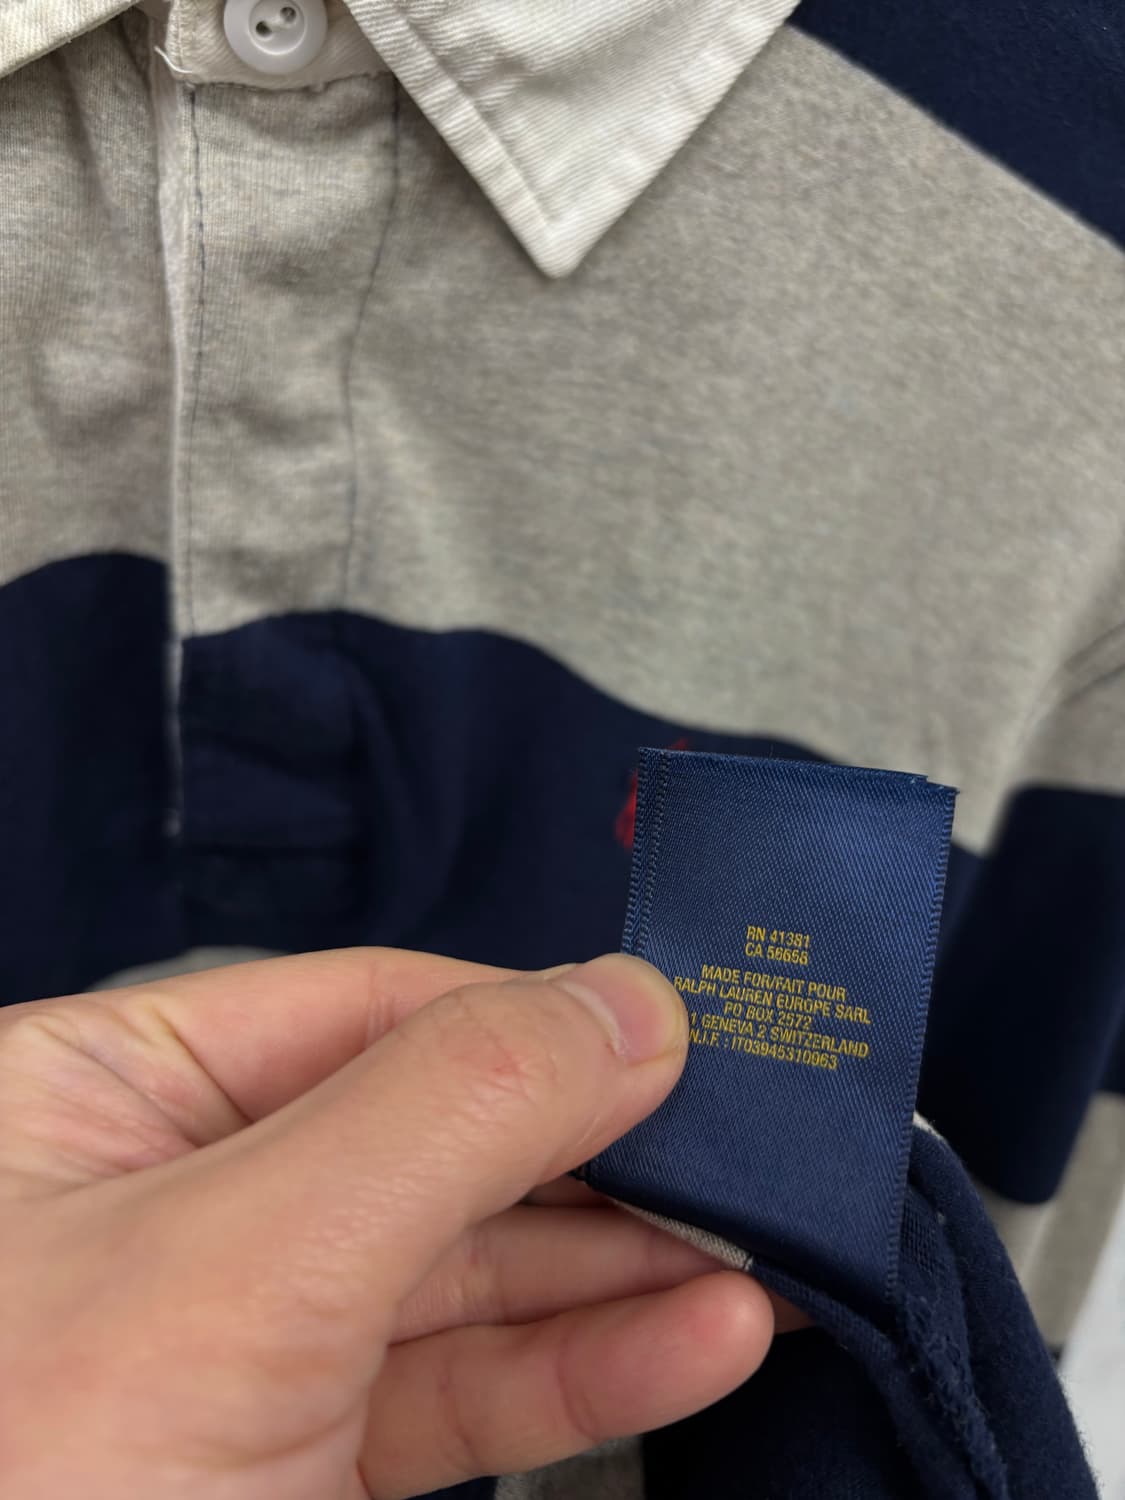 RN 41381
CA 56658
MADE FOR/FAIT POUR
RALPH LAUREN EUROPE SARL
PO BOX 2572
1 GENEVA 2 SWITZERLAND
N.I.F. : IT03945310963